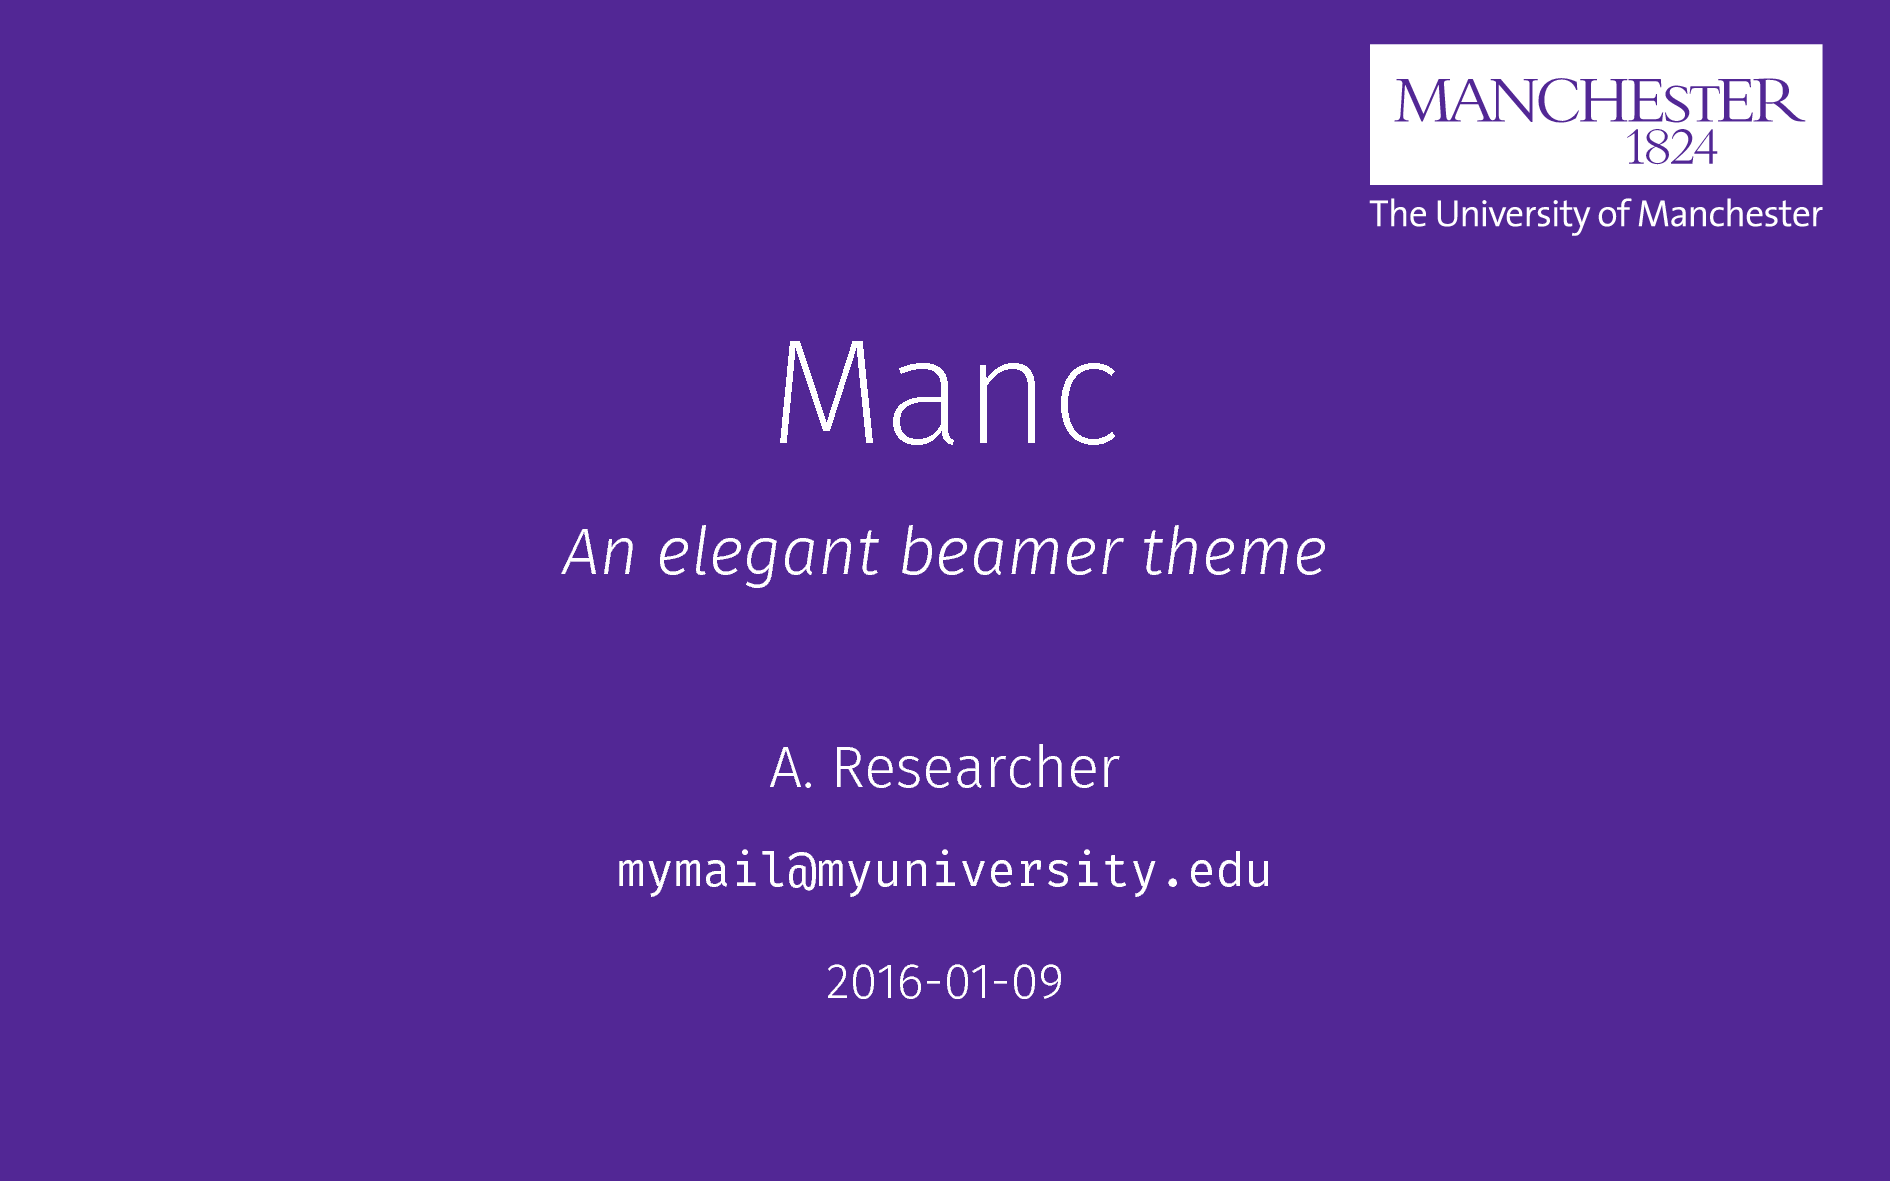 MANCHESTER
1824
The University of Manchester
Manc
An elegant beamer theme
A. Researcher
mymail@myuniversity.edu
2016-01-09